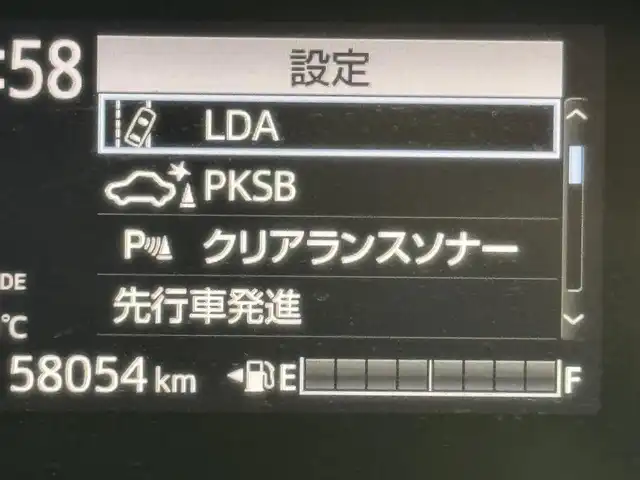 :58
設定
LDA
PKSB
P クリアランスソナー
先行車発進
DE
℃
58054 km
E F